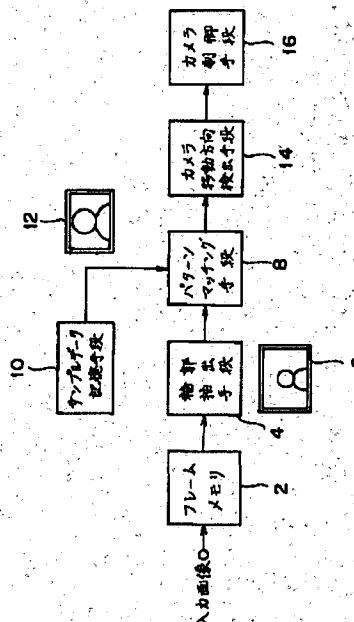 12
10
サンプルデータ
記憶手段
入力画像
フレーム
メモリ
2
輪郭
抽出
手段
4
パターン
マッチング
手段
8
カメラ
移動方向
検出手段
14
カメラ
制御
手段
16